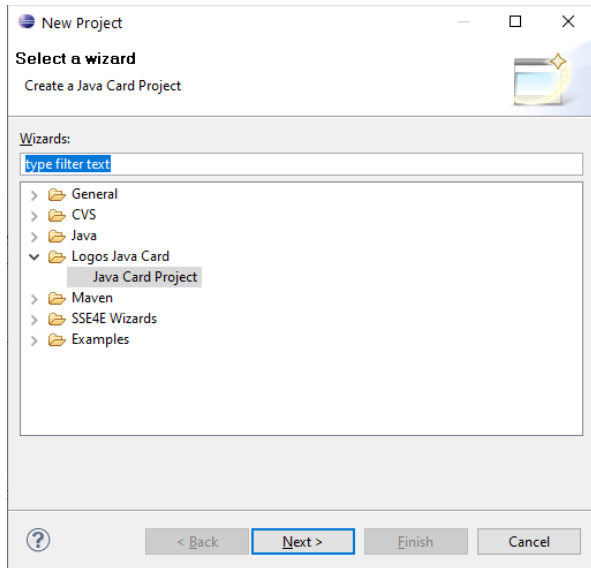 New Project
Select a wizard
Create a Java Card Project
Wizards:
type filter text
General
CVS
Java
Logos Java Card
Java Card Project
Maven
SSE4E Wizards
Examples
?
< Back Next > Finish Cancel